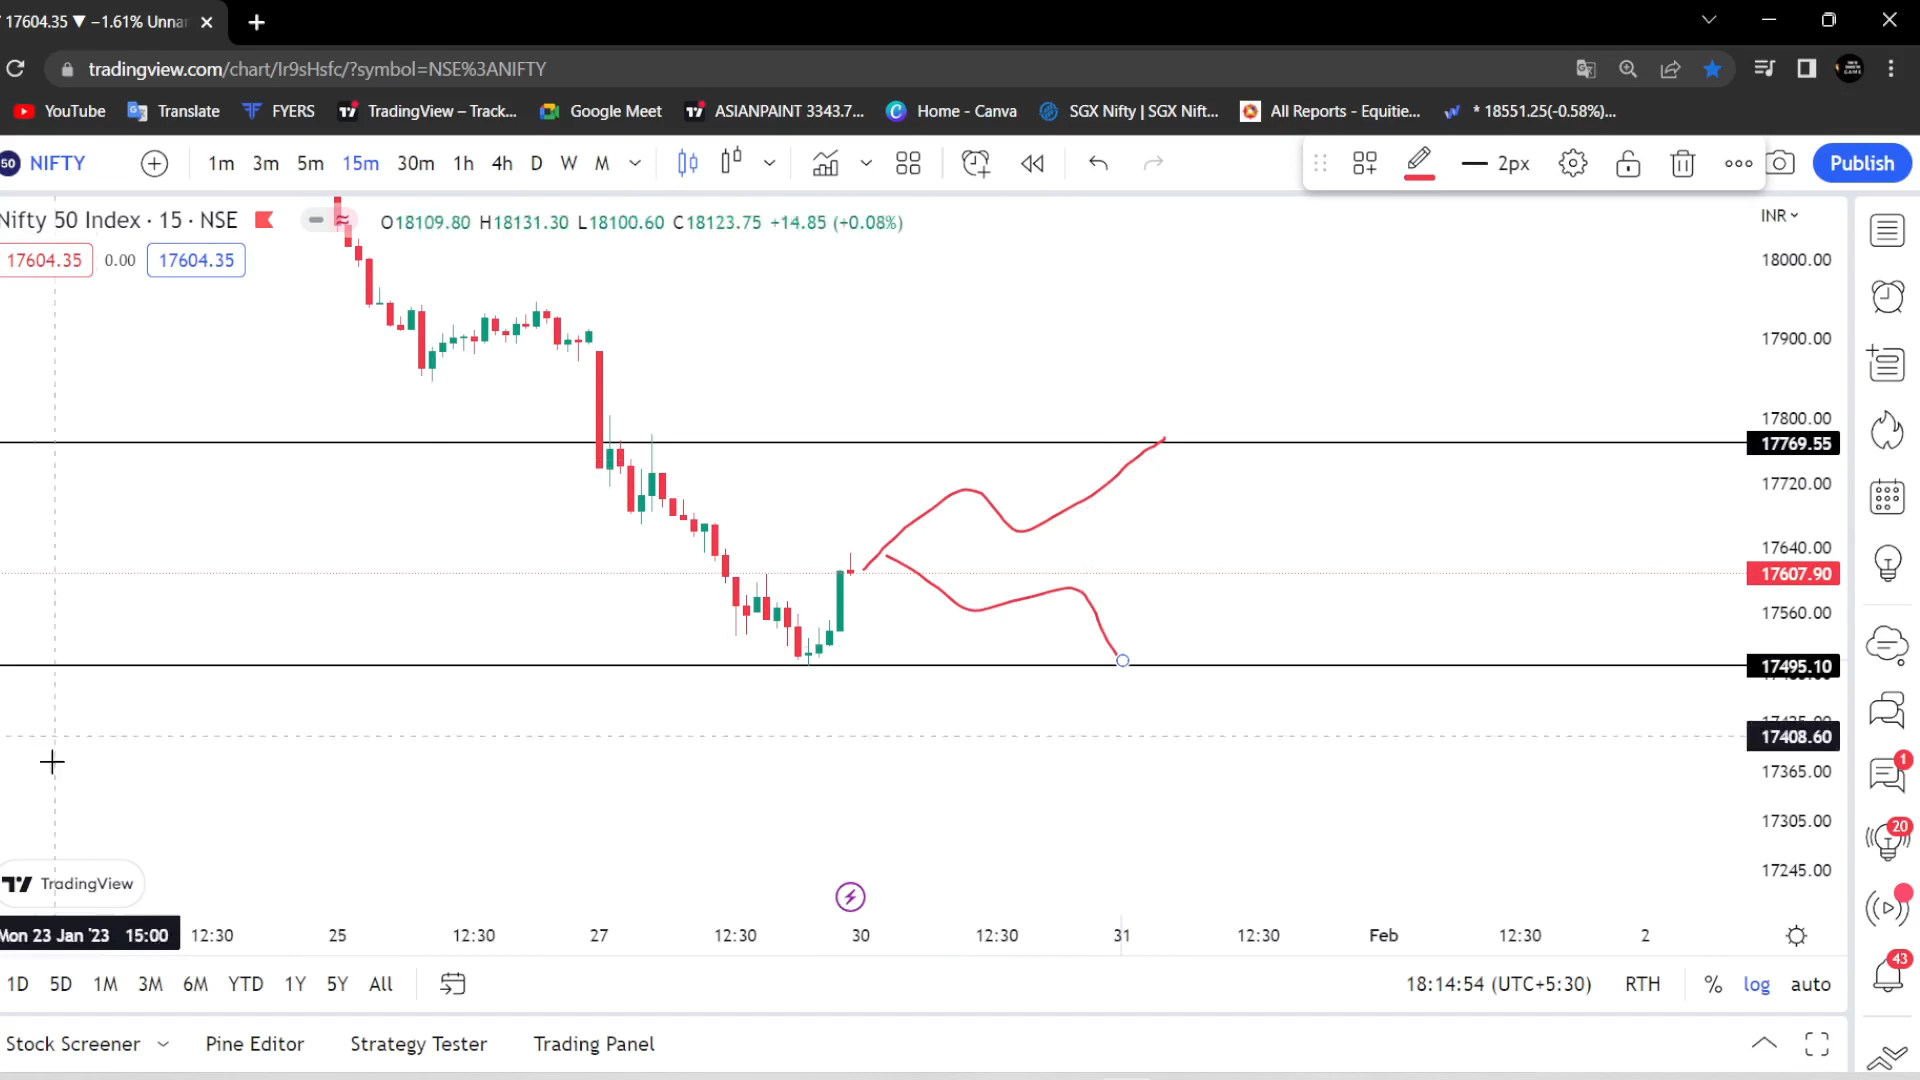 17604.35 ▼ −1.61% Unna
tradingview.com/chart/Ir9sHsfc/?symbol=NSE%3ANIFTY
YouTube Translate FYERS TradingView – Track... Google Meet ASIANPAINT 3343.7... Home - Canva SGX Nifty | SGX Nift... All Reports - Equitie... * 18551.25(-0.58%)...
50 NIFTY 1m 3m 5m 15m 30m 1h 4h D W M 2px Publish
Nifty 50 Index · 15 · NSE O18109.80 H18131.30 L18100.60 C18123.75 +14.85 (+0.08%) INR
17604.35 0.00 17604.35
18000.00
17900.00
17800.00
17769.55
17720.00
17640.00
17607.90
17560.00
17495.10
17408.60
17365.00
17305.00
17245.00
1
20
43
TradingView
Mon 23 Jan '23 15:00 12:30 25 12:30 27 12:30 30 12:30 31 12:30 Feb 12:30 2
1D 5D 1M 3M 6M YTD 1Y 5Y All 18:14:54 (UTC+5:30) RTH % log auto
Stock Screener Pine Editor Strategy Tester Trading Panel